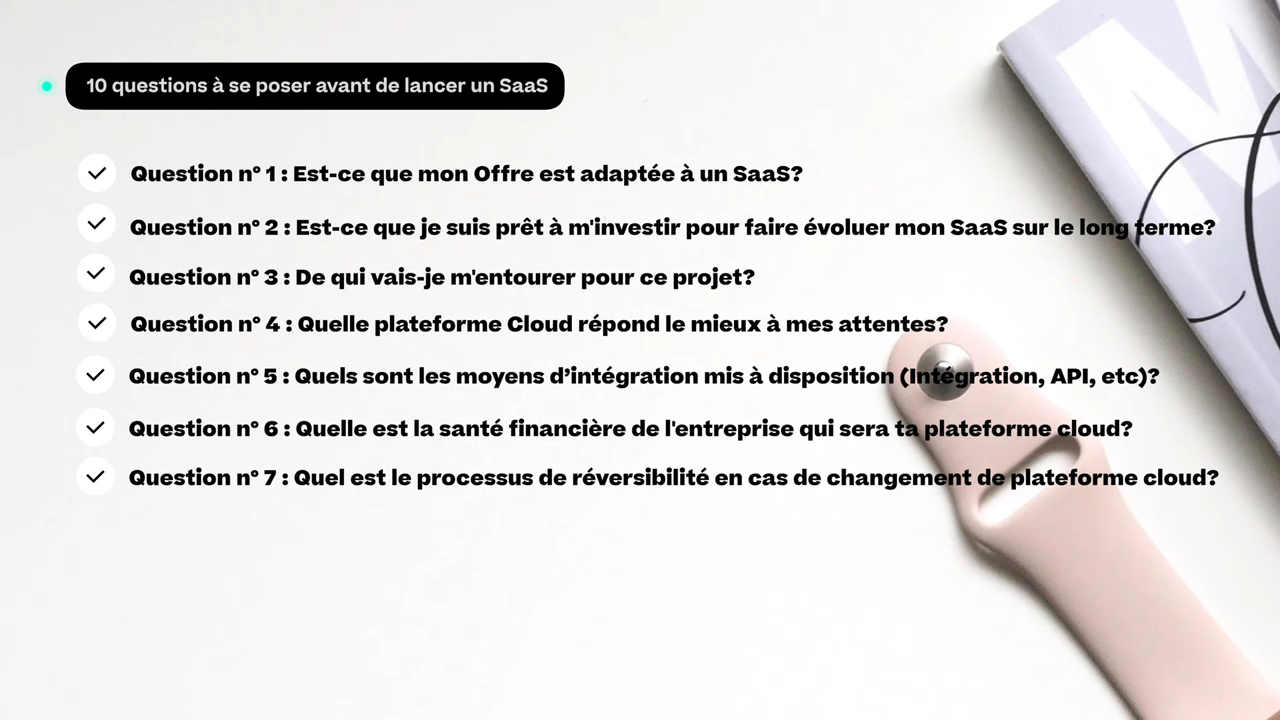 10 questions à se poser avant de lancer un SaaS
Question n° 1 : Est-ce que mon Offre est adaptée à un SaaS?
Question n° 2 : Est-ce que je suis prêt à m'investir pour faire évoluer mon SaaS sur le long terme?
Question n° 3 : De qui vais-je m'entourer pour ce projet?
Question n° 4 : Quelle plateforme Cloud répond le mieux à mes attentes?
Question n° 5 : Quels sont les moyens d’intégration mis à disposition (Intégration, API, etc)?
Question n° 6 : Quelle est la santé financière de l'entreprise qui sera ta plateforme cloud?
Question n° 7 : Quel est le processus de réversibilité en cas de changement de plateforme cloud?
M